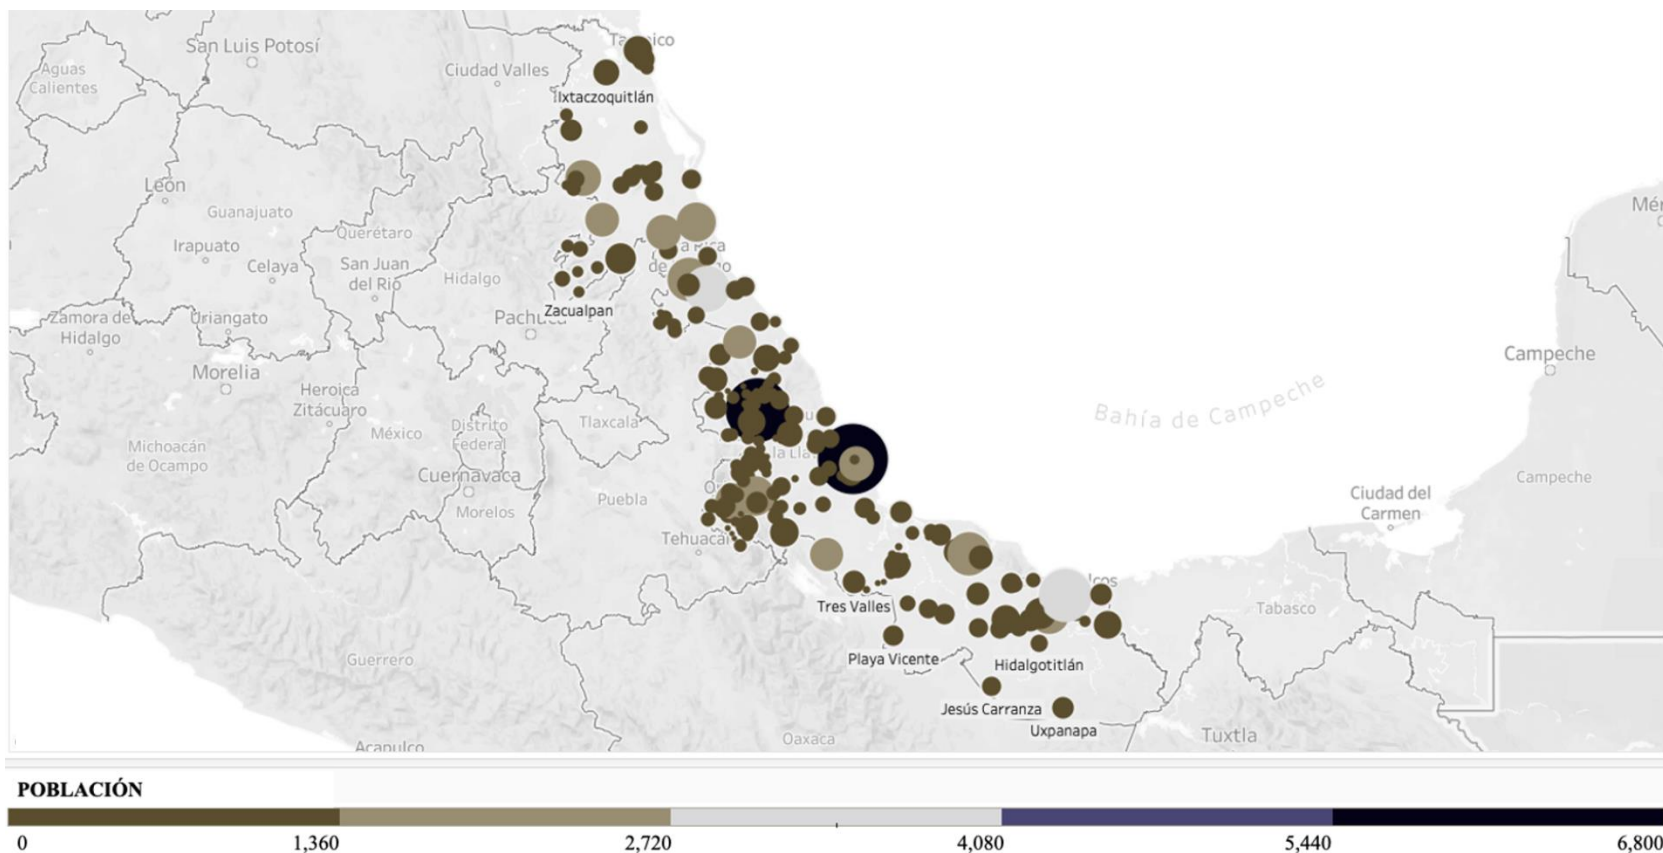 San Luis Potosí
Ciudad Valles
Aguas
Calientes
Ixtaczoquitlán
León
Guanajuato
Irapuato
Querétaro
Celaya
San Juan
del Río
Hidalgo
Zacualpan
Zamora de
Hidalgo
Uriangato
Morelia
Heroica
Zitácuaro
México
Distrito
Federal
Tlaxcala
Michoacán
de Ocampo
Cuernavaca
Morelos
Puebla
Guerrero
Oaxaca
Acapulco
Bahía de Campeche
Campeche
Campeche
Ciudad del
Carmen
Tabasco
Tuxtla
Tres Valles
Playa Vicente
Hidalgotitlán
Jesús Carranza
Uxpanapa
POBLACIÓN
0 1,360 2,720 4,080 5,440 6,800